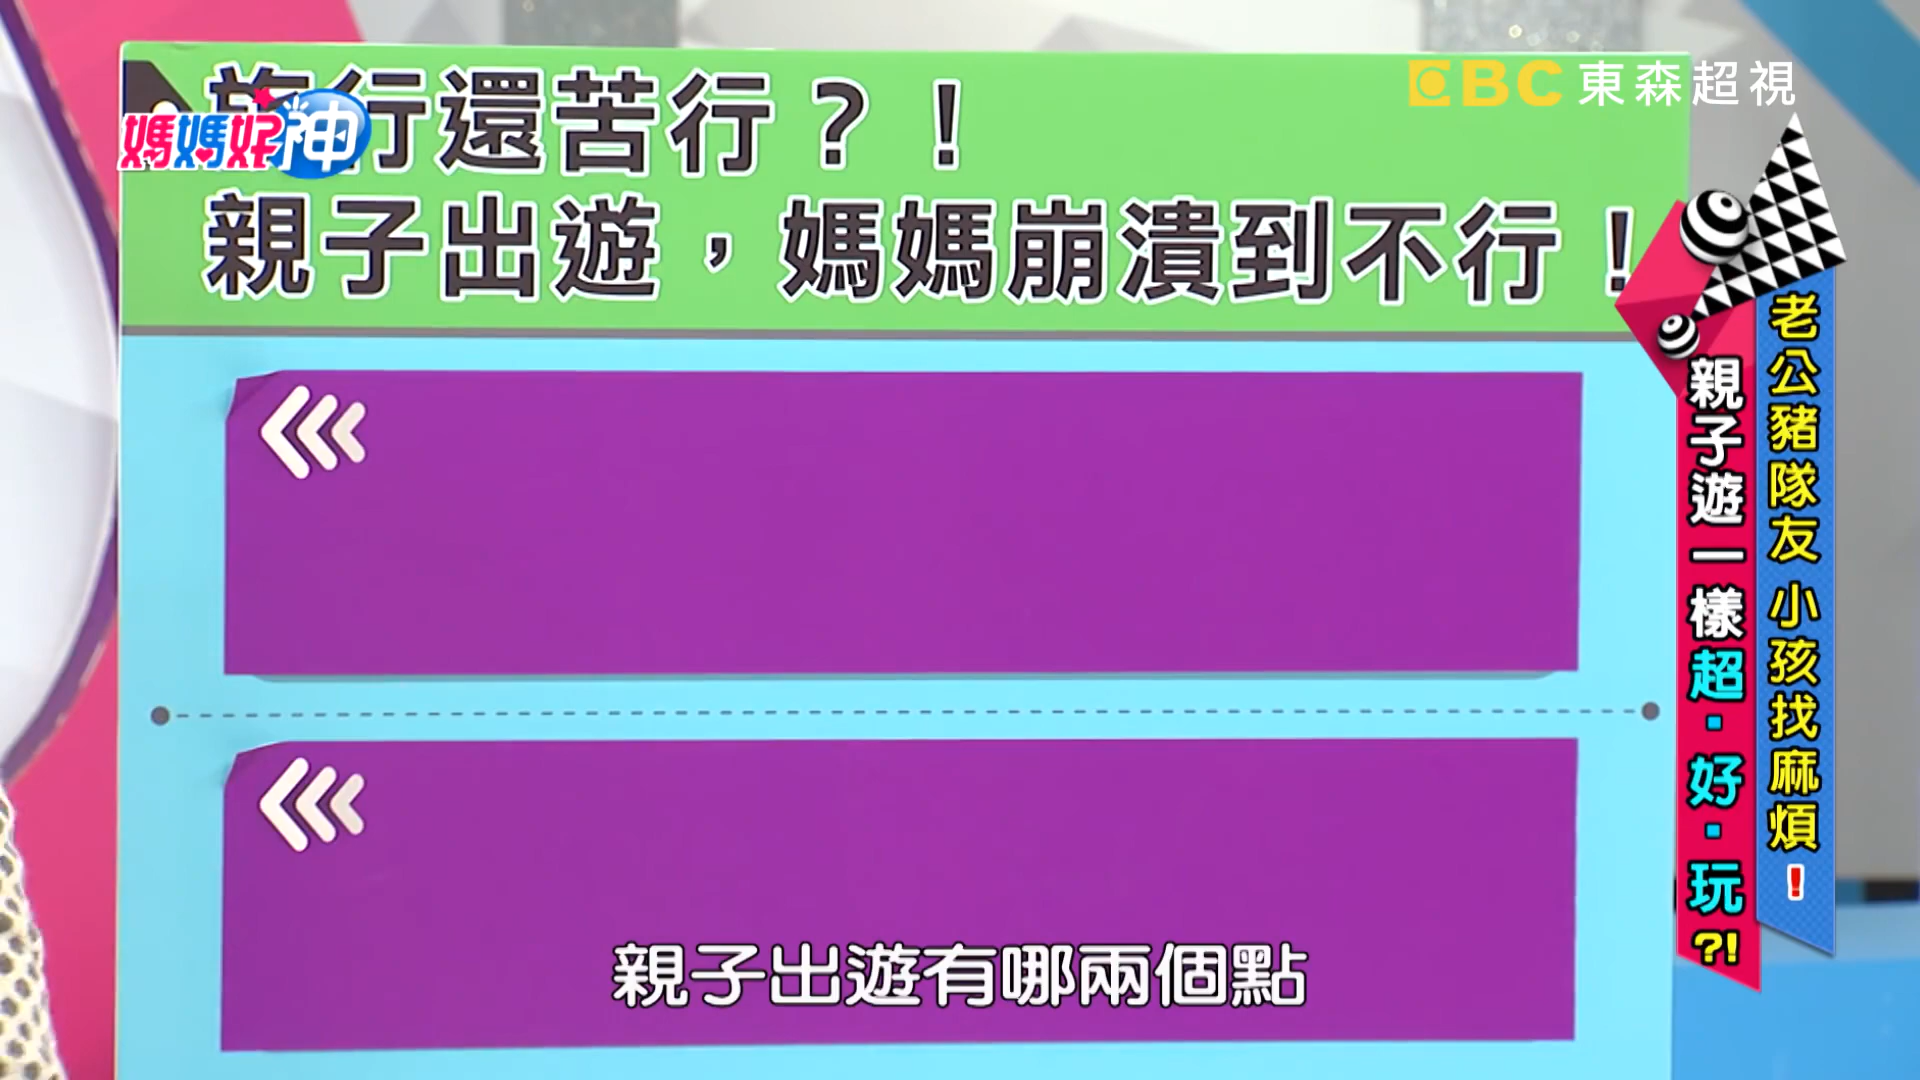 旅行還苦行？！
親子出遊，媽媽崩潰到不行！
媽媽好神
EBC 東森超視
老公豬隊友 小孩找麻煩！
親子遊一樣超·好·玩?!
親子出遊有哪兩個點